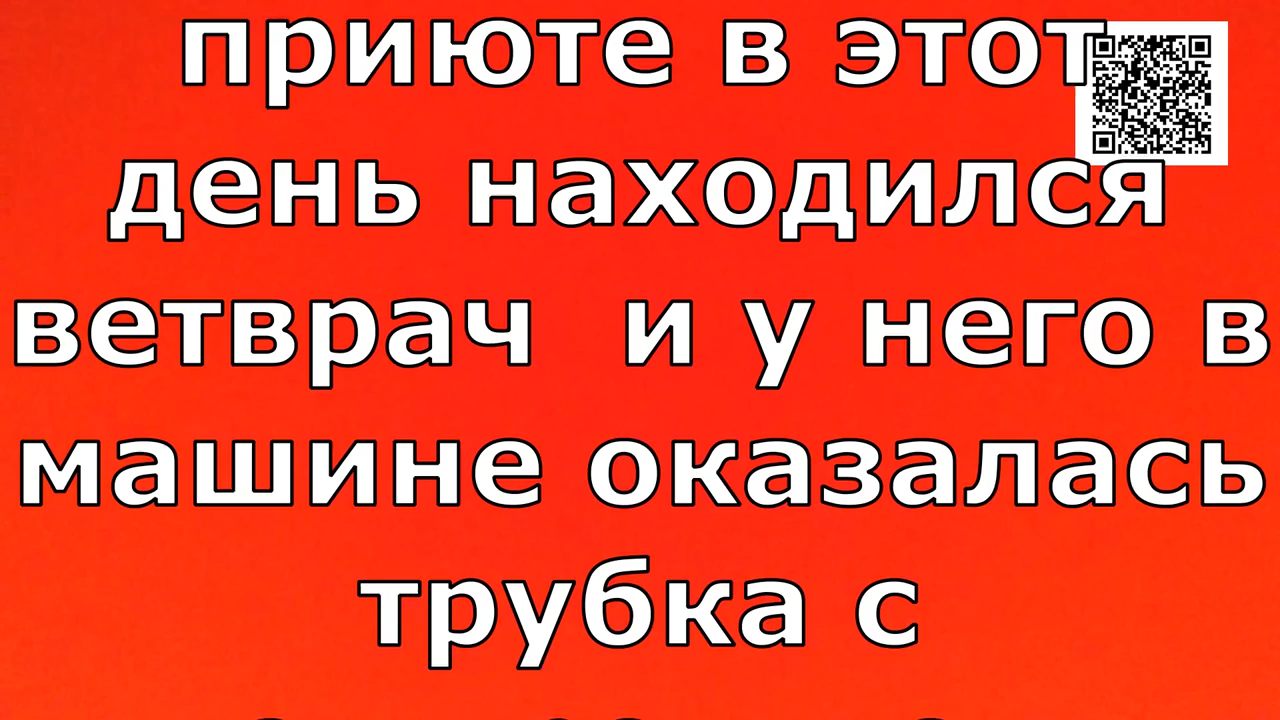 приюте в этот
день находился
ветврач и у него в
машине оказалась
трубка с